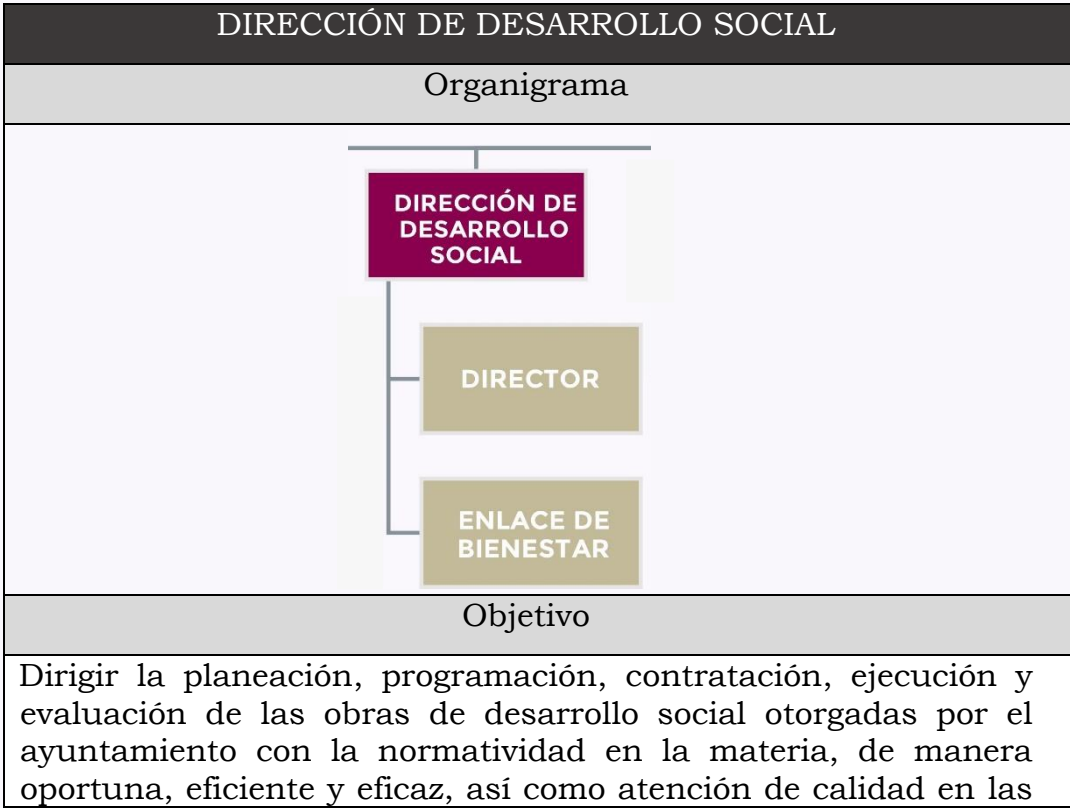 DIRECCIÓN DE DESARROLLO SOCIAL
Organigrama
DIRECCIÓN DE
DESARROLLO
SOCIAL
DIRECTOR
ENLACE DE
BIENESTAR
Objetivo
Dirigir la planeación, programación, contratación, ejecución y
evaluación de las obras de desarrollo social otorgadas por el
ayuntamiento con la normatividad en la materia, de manera
oportuna, eficiente y eficaz, así como atención de calidad en las